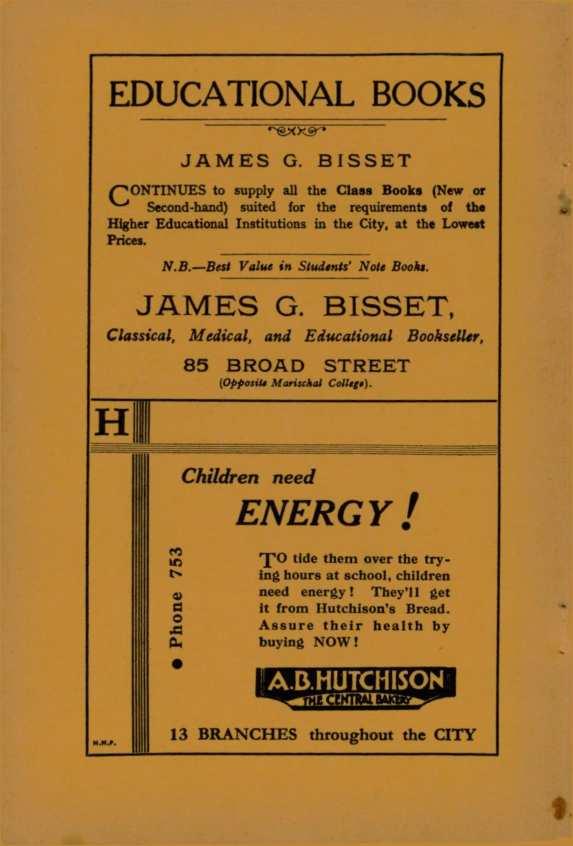 EDUCATIONAL BOOKS
JAMES G. BISSET
CONTINUES to supply all the Class Books (New or
Second-hand) suited for the requirements of the
Higher Educational Institutions in the City, at the Lowest
Prices.
N.B.—Best Value in Students' Note Books.
JAMES G. BISSET,
Classical, Medical, and Educational Bookseller,
85 BROAD STREET
(Opposite Marischal College).
H
Children need
ENERGY!
TO tide them over the try-
ing hours at school, children
need energy! They'll get
it from Hutchison's Bread.
Assure their health by
buying NOW!
● Phone 753
A.B. HUTCHISON
THE CENTRAL BAKERY
13 BRANCHES throughout the CITY
H.H.P.